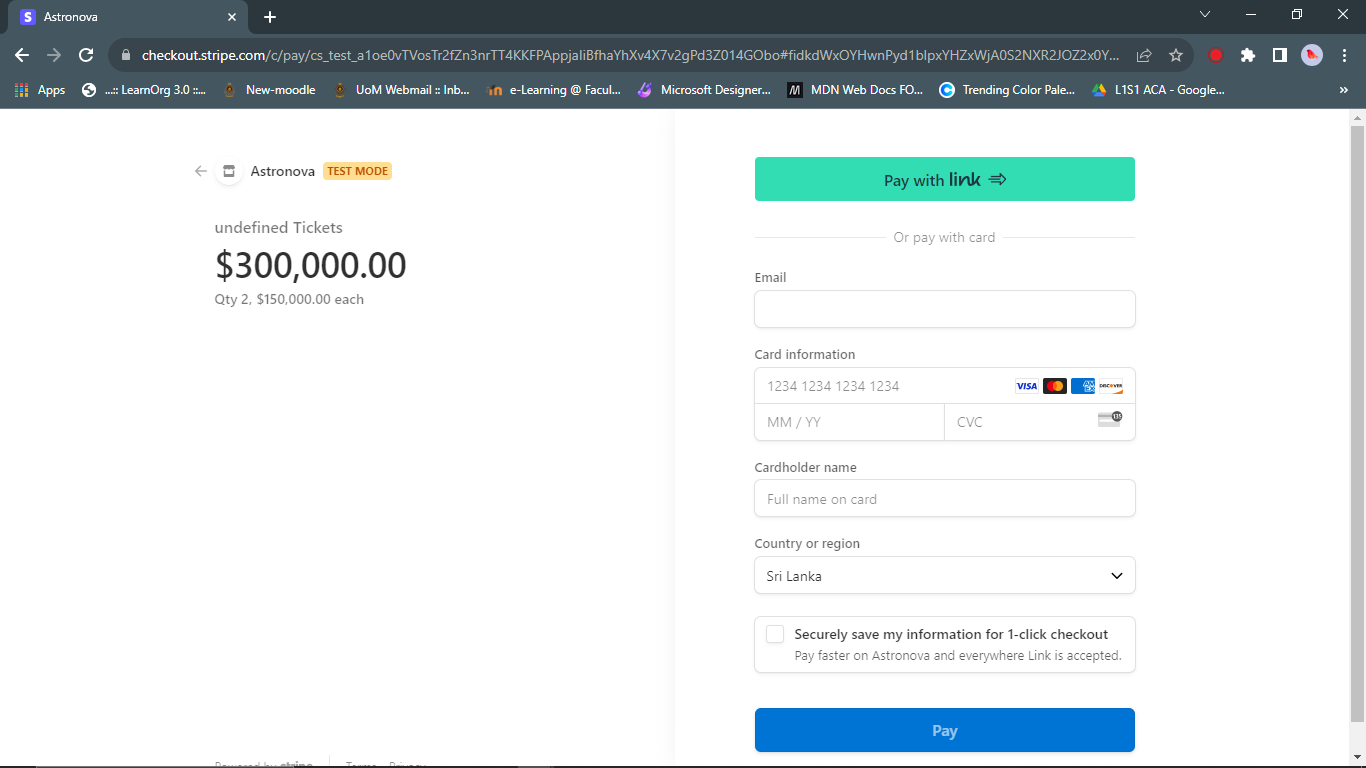 Astronova
checkout.stripe.com/c/pay/cs_test_a1oe0vTVosTr2fZn3nrTT4KKFPAppjaIiBfhaYhXv4X7v2gPd3Z014GObo#fidkdWxOYHwnPyd1blpxYHZxWjA0S2NXR2JOZ2x0Y...
Apps
...:: LearnOrg 3.0 ::...
New-moodle
UoM Webmail :: Inb...
e-Learning @ Facul...
Microsoft Designer...
MDN Web Docs FO...
Trending Color Pale...
L1S1 ACA - Google...
»
Astronova TEST MODE
undefined Tickets
$300,000.00
Qty 2, $150,000.00 each
Powered by stripe
Terms Privacy
Pay with link
Or pay with card
Email
Card information
1234 1234 1234 1234 VISA DISCOVER
MM / YY
CVC 135
Cardholder name
Full name on card
Country or region
Sri Lanka
Securely save my information for 1-click checkout
Pay faster on Astronova and everywhere Link is accepted.
Pay